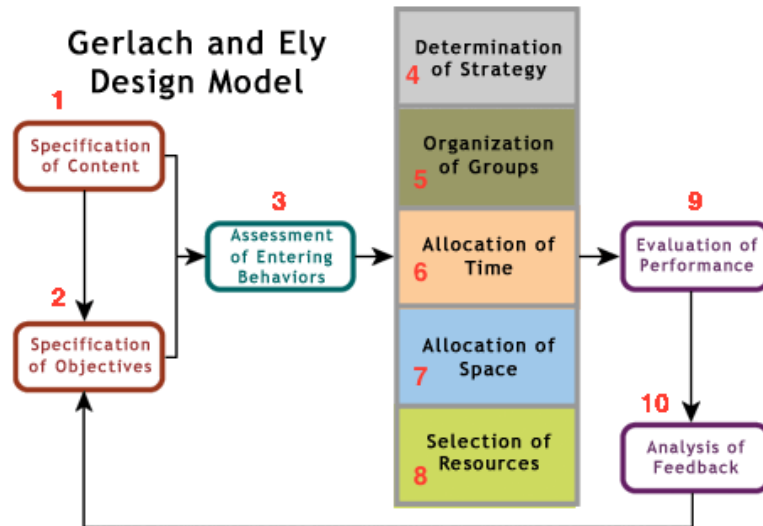 Gerlach and Ely
Design Model
1
Specification
of Content
2
Specification
of Objectives
3
Assessment
of Entering
Behaviors
4
Determination
of Strategy
5
Organization
of Groups
6
Allocation of
Time
7
Allocation of
Space
8
Selection of
Resources
9
Evaluation of
Performance
10
Analysis of
Feedback